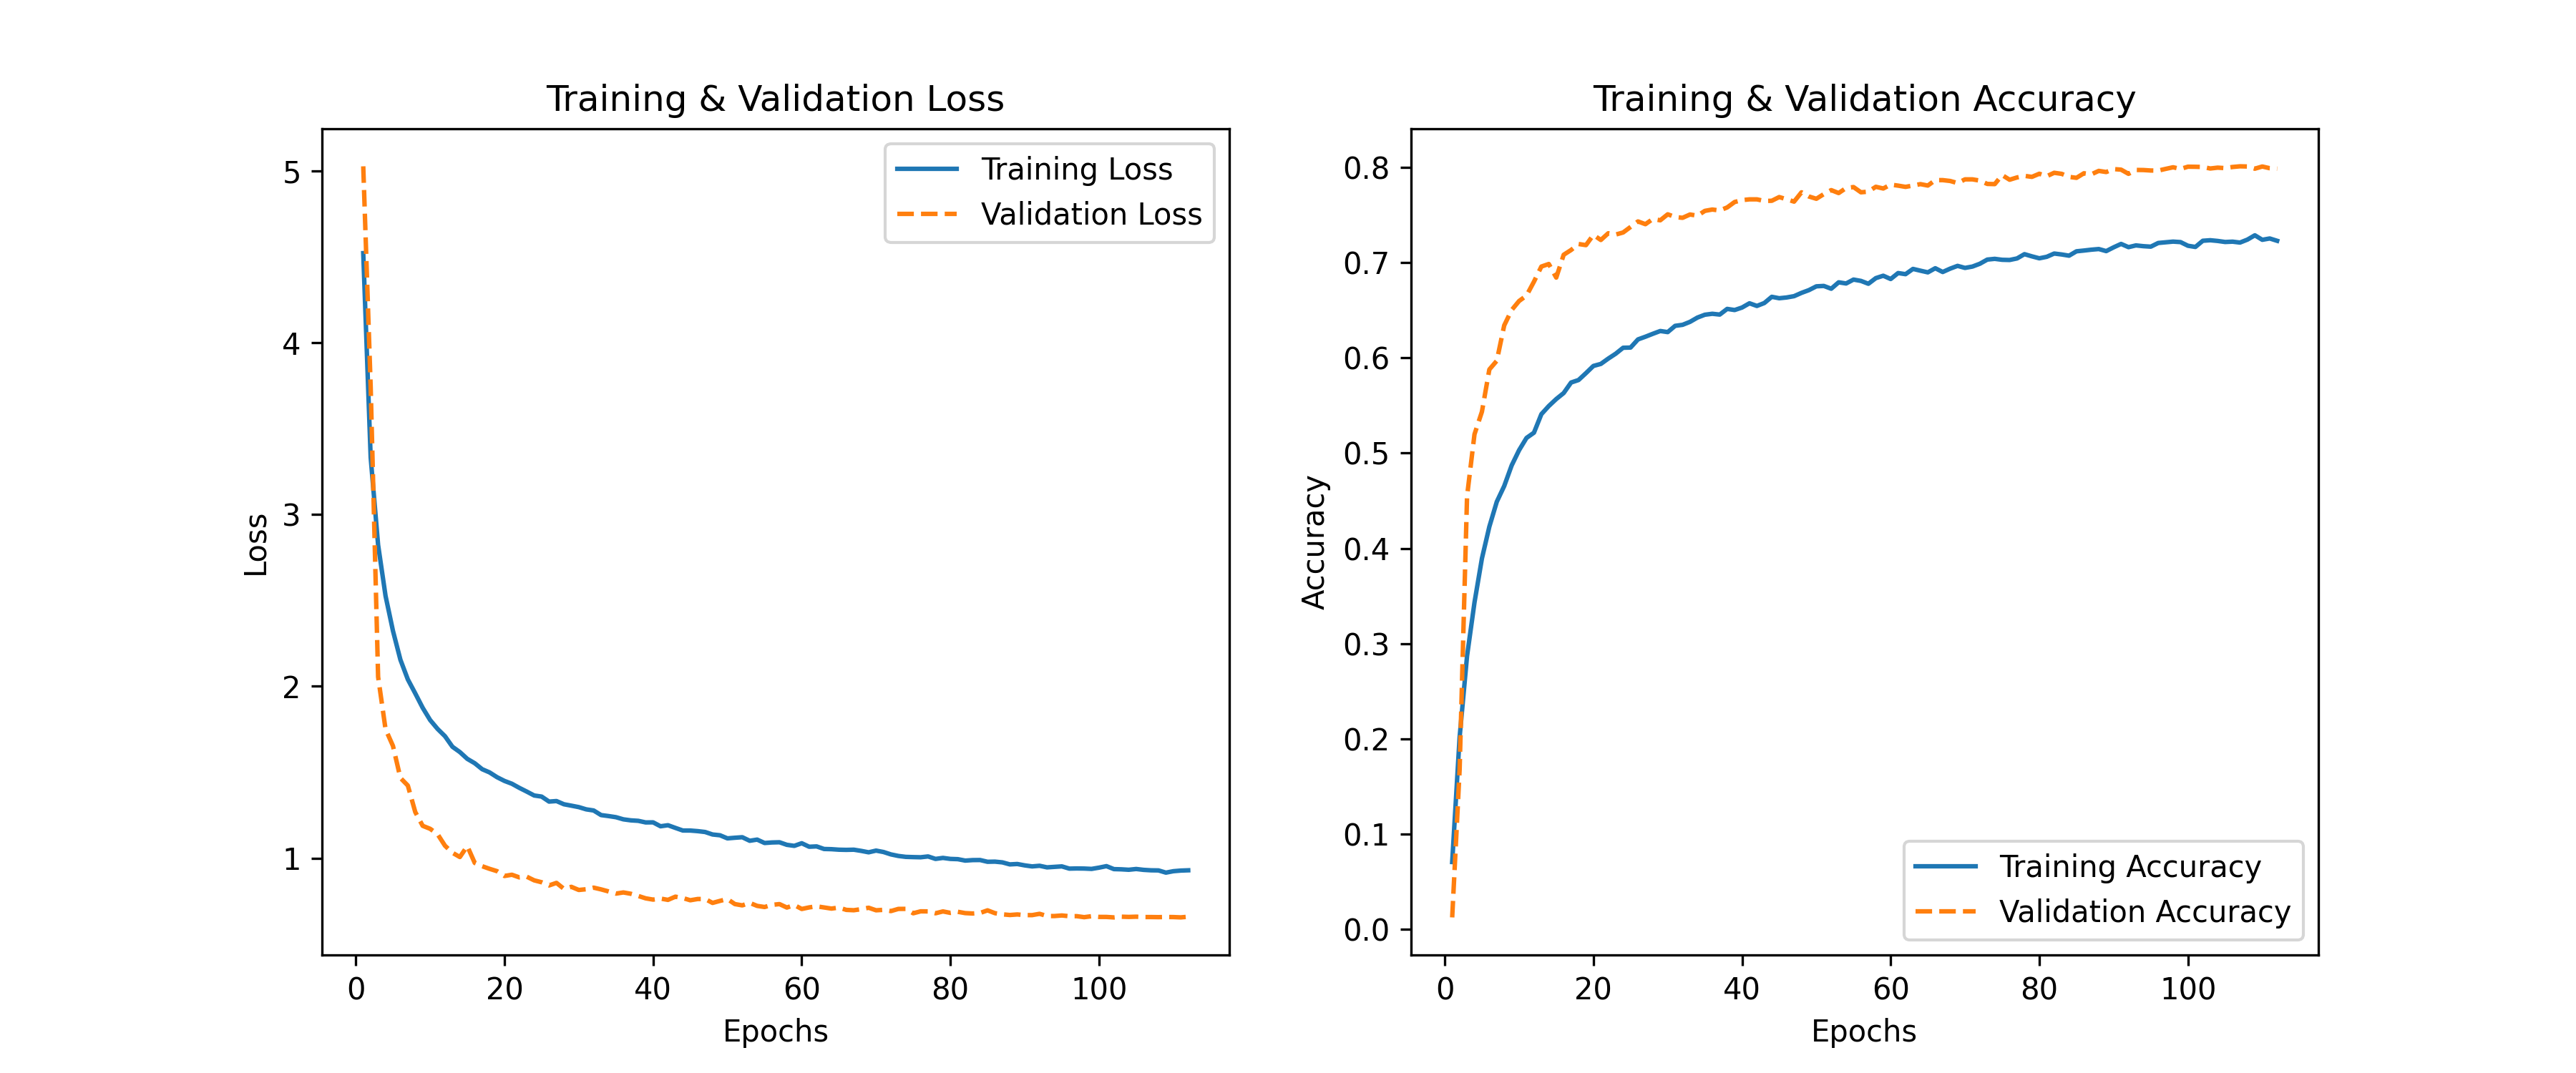 Training & Validation Loss
Training Loss
Validation Loss
5
4
3
2
1
Loss
0 20 40 60 80 100
Epochs
Training & Validation Accuracy
0.8
0.7
0.6
0.5
0.4
0.3
0.2
0.1
0.0
Accuracy
Training Accuracy
Validation Accuracy
0 20 40 60 80 100
Epochs